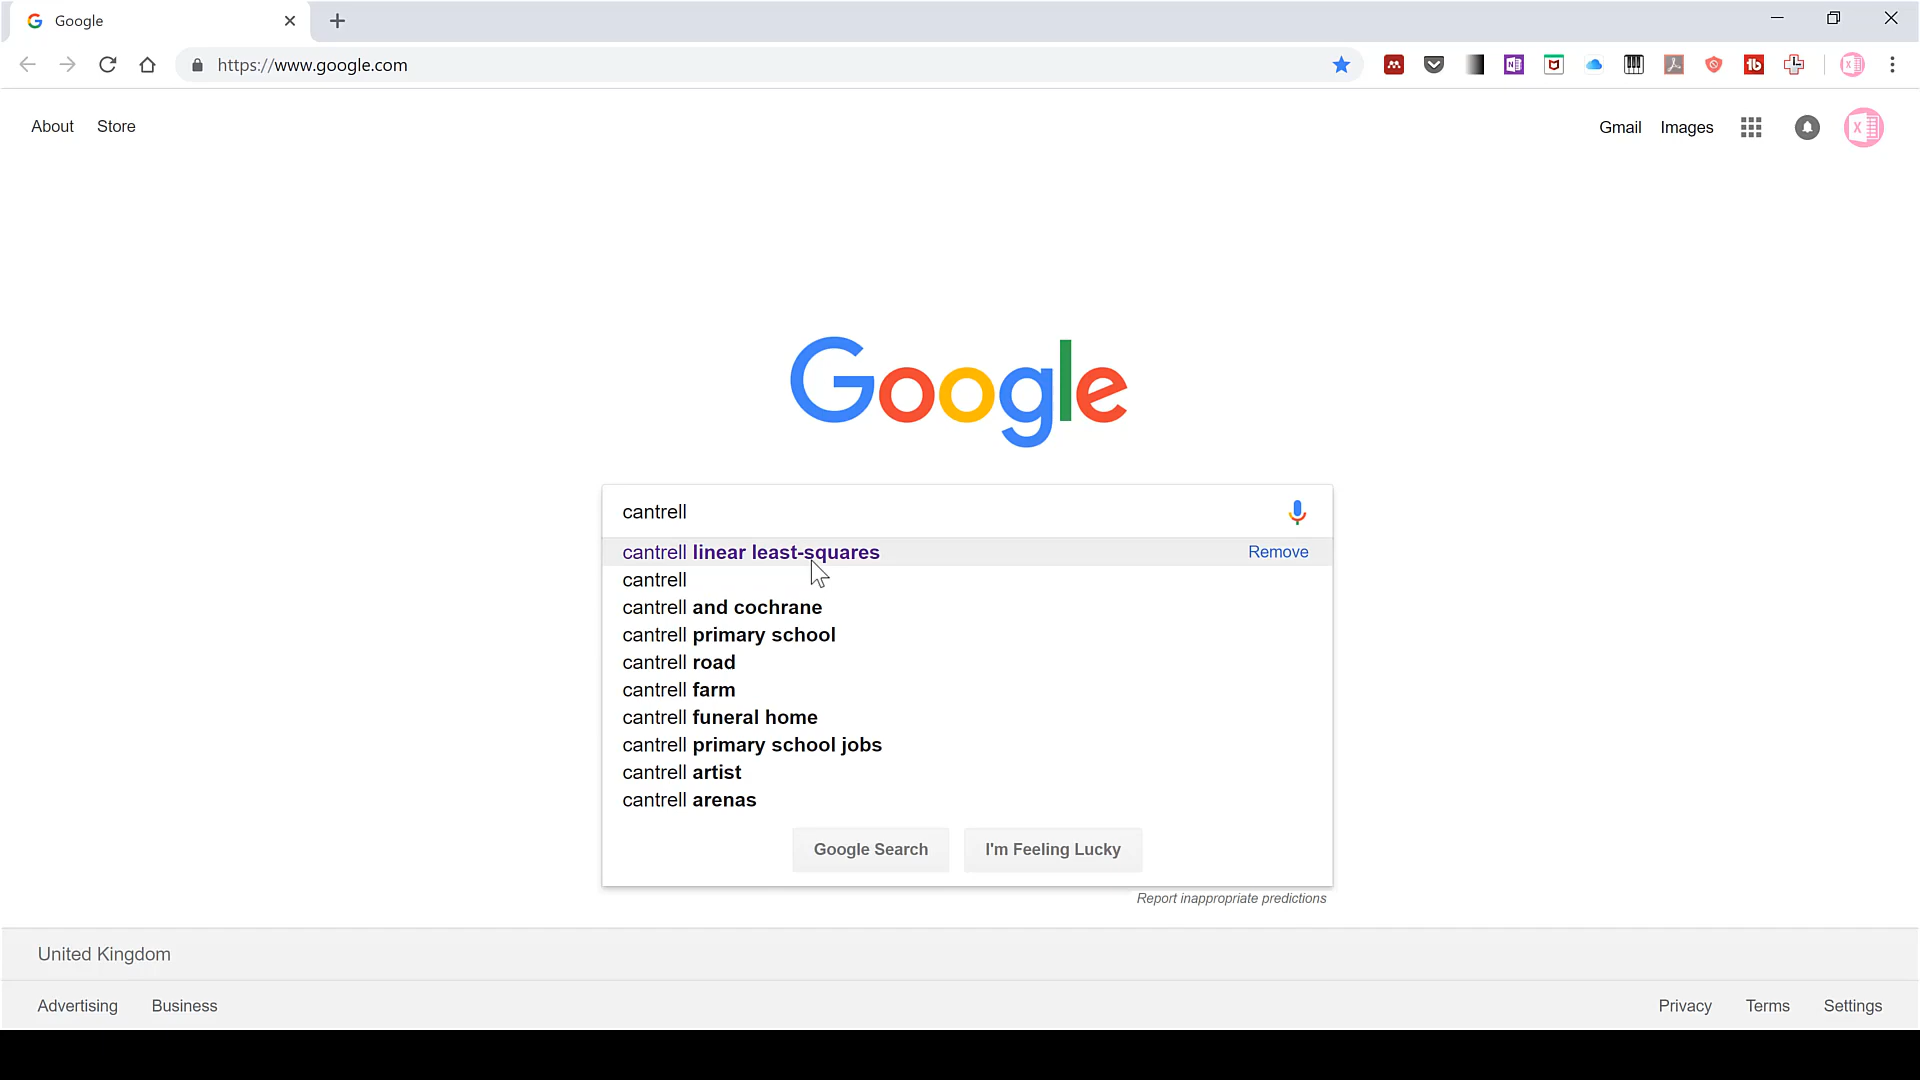 Google
https://www.google.com
About Store
Gmail Images
Google
cantrell
cantrell linear least-squares Remove
cantrell
cantrell and cochrane
cantrell primary school
cantrell road
cantrell farm
cantrell funeral home
cantrell primary school jobs
cantrell artist
cantrell arenas
Google Search I'm Feeling Lucky
Report inappropriate predictions
United Kingdom
Advertising Business
Privacy Terms Settings